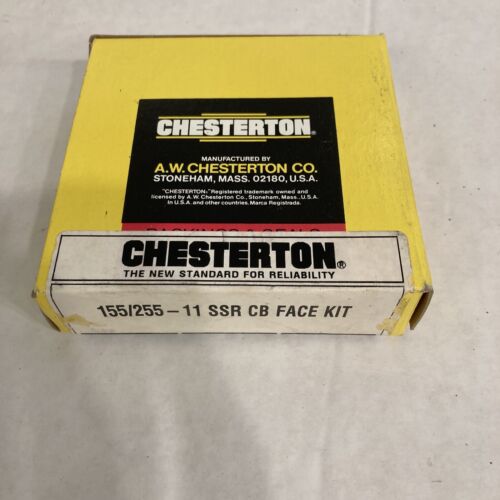 CHESTERTON®
MANUFACTURED BY
A.W. CHESTERTON CO.
STONEHAM, MASS. 02180, U.S.A.
"CHESTERTON®" Registered trademark owned and
licensed by A.W. Chesterton Co., Stoneham, Mass., U.S.A.
In U.S.A. and other countries. Marca Registrada.
PACKINGS & SEALS
CHESTERTON®
THE NEW STANDARD FOR RELIABILITY
155/255-11 SSR CB FACE KIT